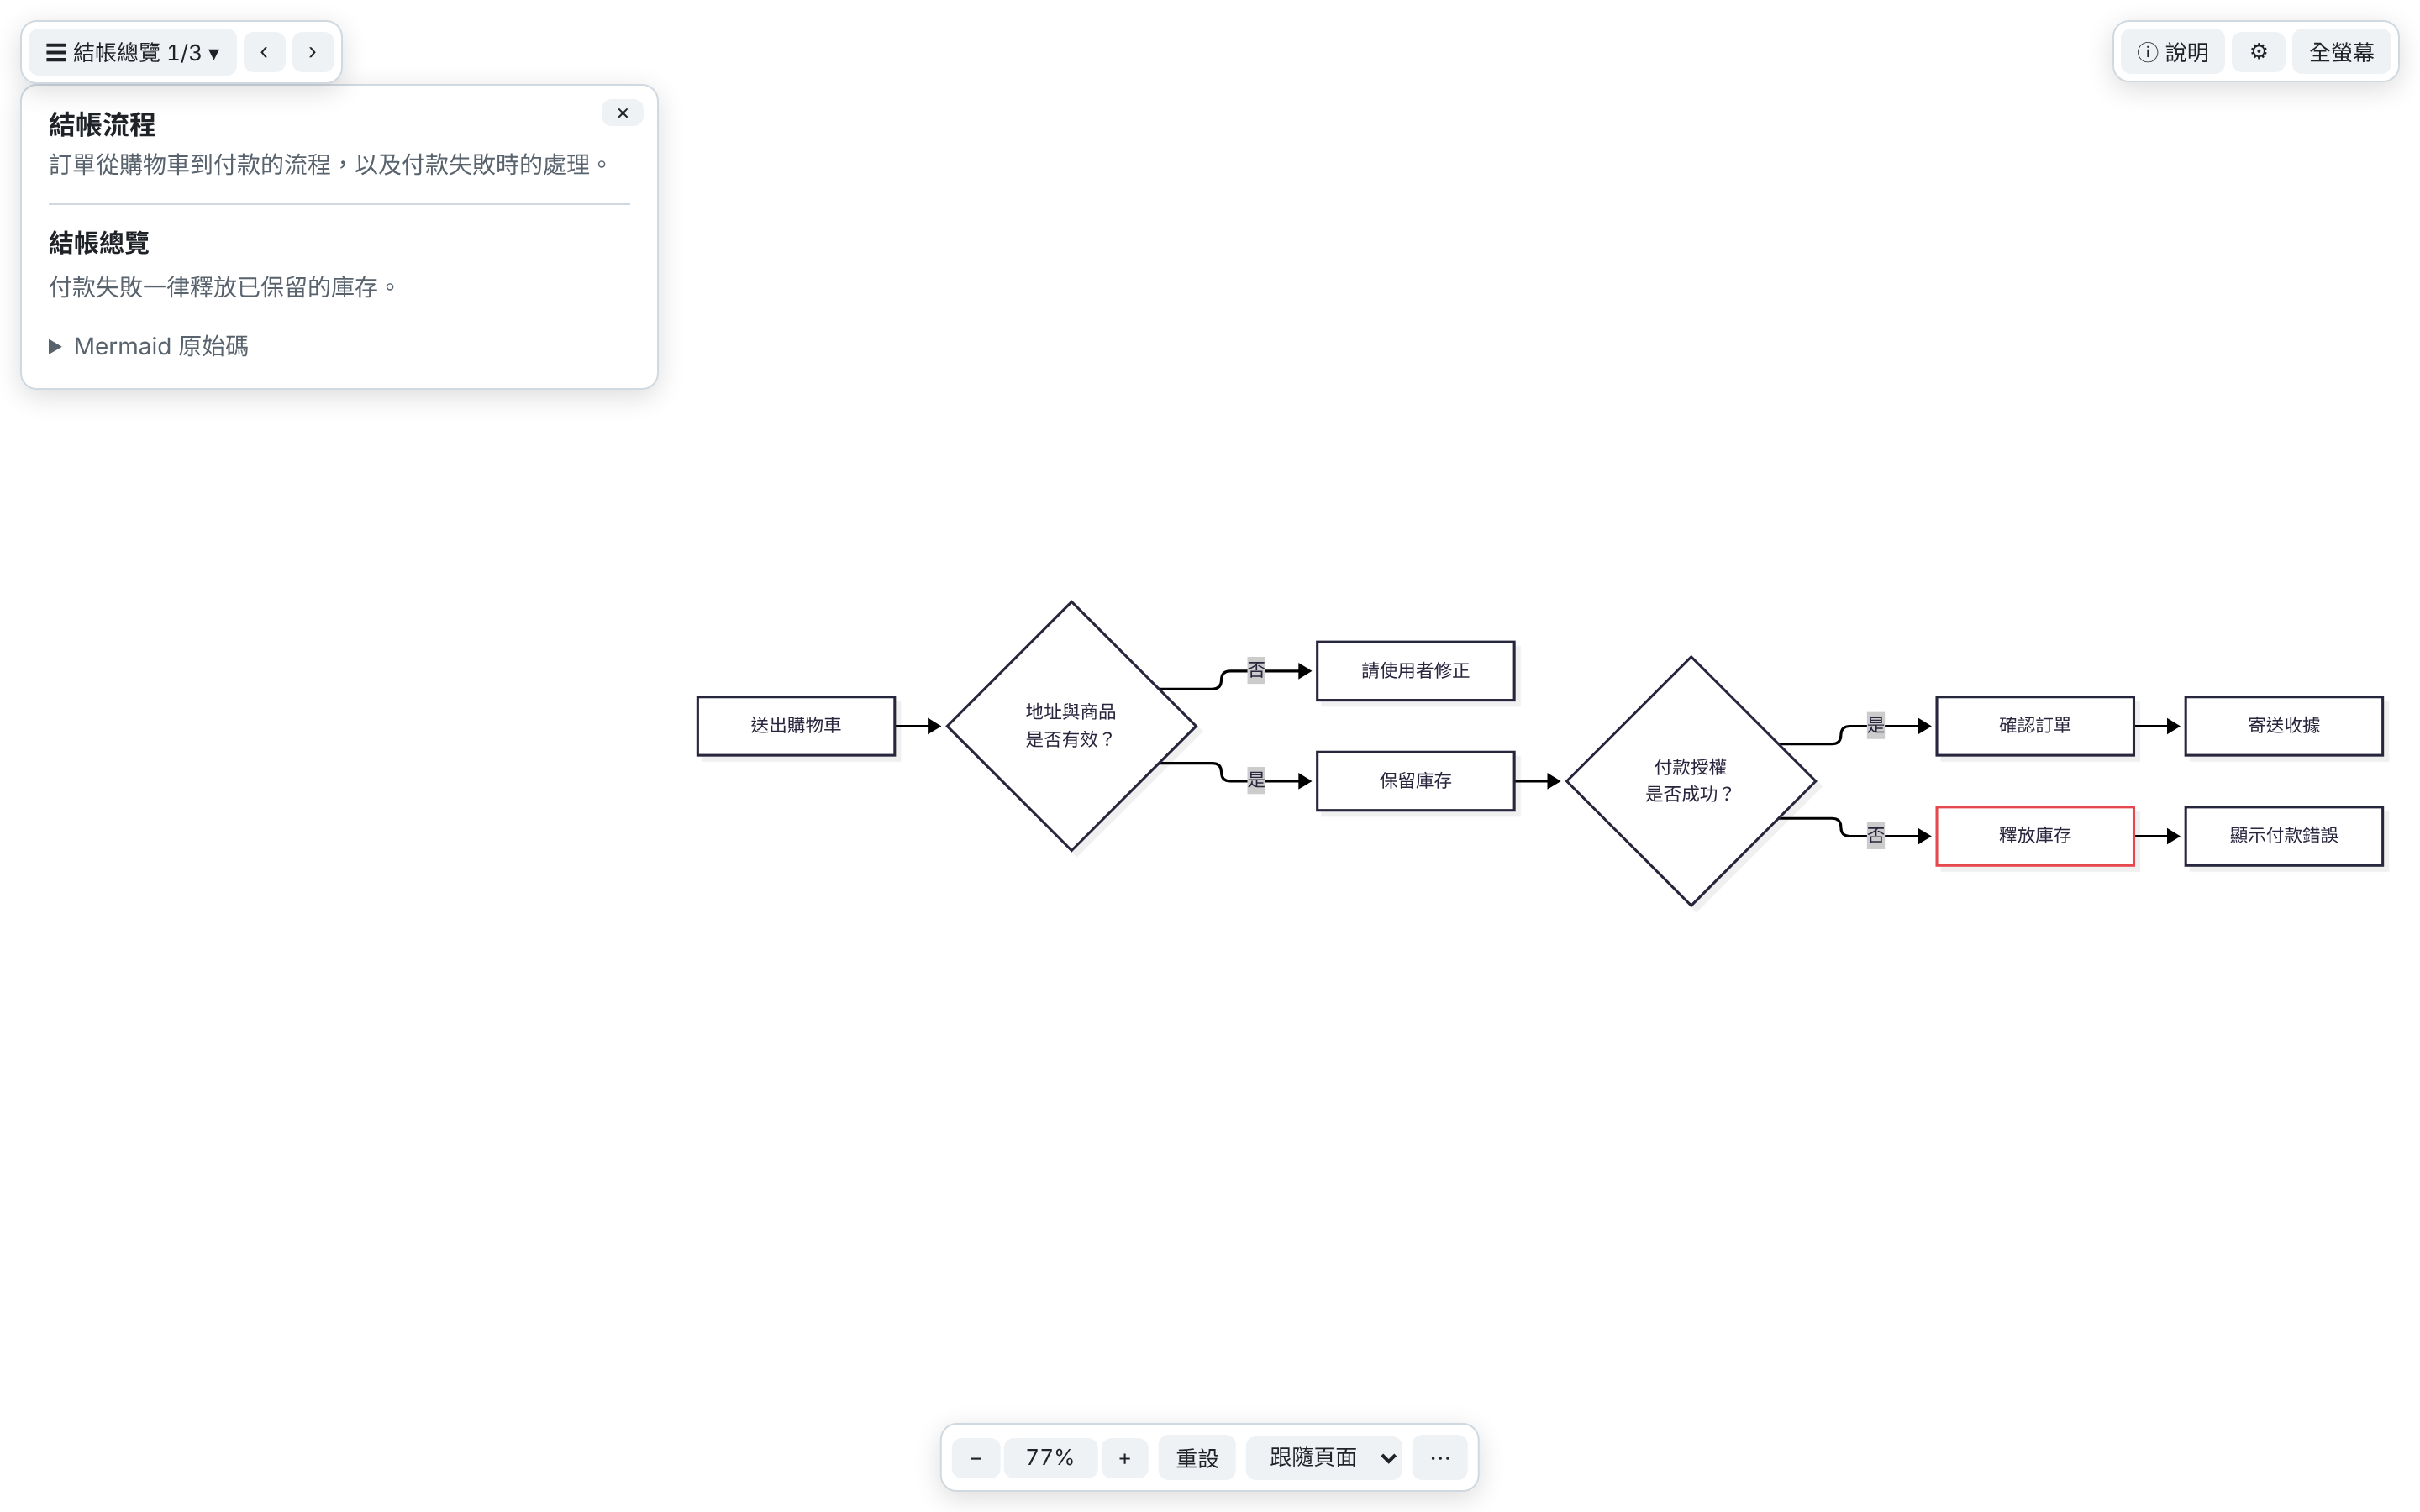 ☰ 結帳總覽 1/3 ▾
‹
›
ⓘ 說明
⚙
全螢幕
結帳流程
×
訂單從購物車到付款的流程，以及付款失敗時的處理。
結帳總覽
付款失敗一律釋放已保留的庫存。
▶ Mermaid 原始碼
送出購物車
地址與商品
是否有效？
否
請使用者修正
是
保留庫存
付款授權
是否成功？
是
確認訂單
寄送收據
否
釋放庫存
顯示付款錯誤
−
77%
+
重設
跟隨頁面
⋯